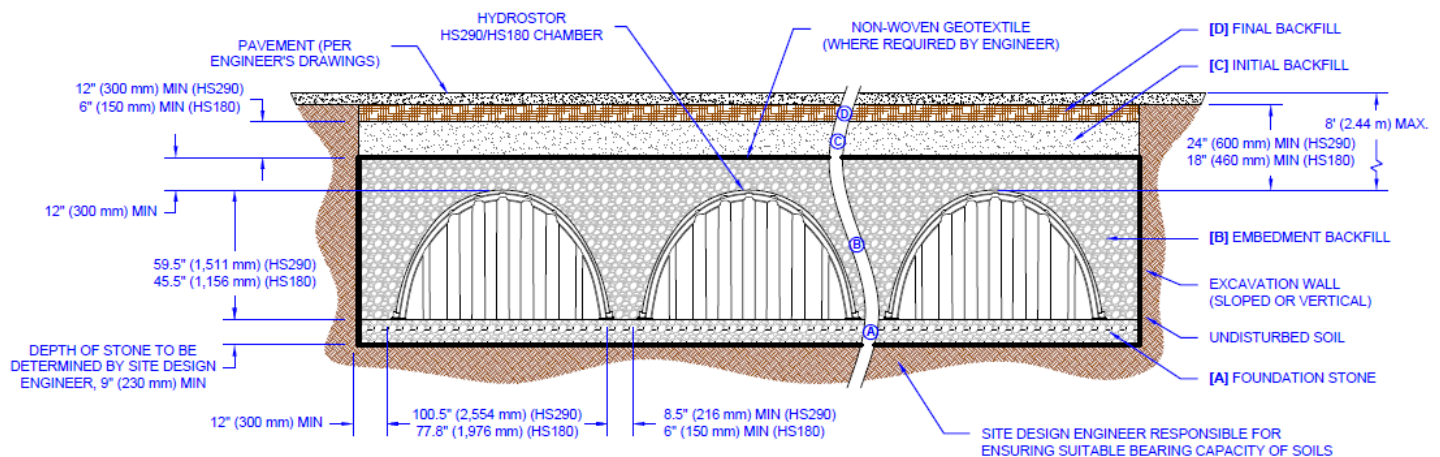 HYDROSTOR
HS290/HS180 CHAMBER
NON-WOVEN GEOTEXTILE
(WHERE REQUIRED BY ENGINEER)
[D] FINAL BACKFILL
PAVEMENT (PER
ENGINEER'S DRAWINGS)
[C] INITIAL BACKFILL
12" (300 mm) MIN (HS290)
6" (150 mm) MIN (HS180)
D
C
8' (2.44 m) MAX.
24" (600 mm) MIN (HS290)
18" (460 mm) MIN (HS180)
12" (300 mm) MIN
B
[B] EMBEDMENT BACKFILL
59.5" (1,511 mm) (HS290)
45.5" (1,156 mm) (HS180)
EXCAVATION WALL
(SLOPED OR VERTICAL)
A
UNDISTURBED SOIL
DEPTH OF STONE TO BE
DETERMINED BY SITE DESIGN
ENGINEER, 9" (230 mm) MIN
[A] FOUNDATION STONE
12" (300 mm) MIN
100.5" (2,554 mm) (HS290)
77.8" (1,976 mm) (HS180)
8.5" (216 mm) MIN (HS290)
6" (150 mm) MIN (HS180)
SITE DESIGN ENGINEER RESPONSIBLE FOR
ENSURING SUITABLE BEARING CAPACITY OF SOILS